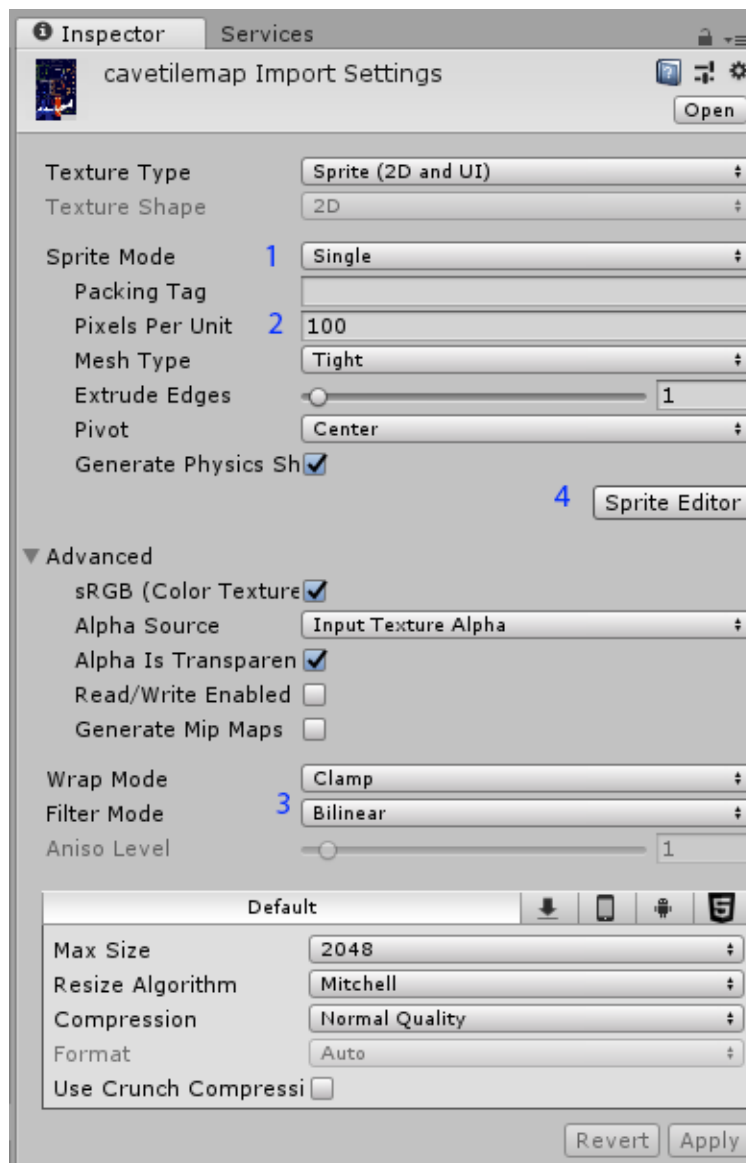 Inspector Services
cavetilemap Import Settings
Open
Texture Type Sprite (2D and UI)
Texture Shape 2D
Sprite Mode 1 Single
Packing Tag
Pixels Per Unit 2 100
Mesh Type Tight
Extrude Edges 1
Pivot Center
Generate Physics Sh
4 Sprite Editor
Advanced
sRGB (Color Texture
Alpha Source Input Texture Alpha
Alpha Is Transparen
Read/Write Enabled
Generate Mip Maps
Wrap Mode Clamp
Filter Mode 3 Bilinear
Aniso Level 1
Default 5
Max Size 2048
Resize Algorithm Mitchell
Compression Normal Quality
Format Auto
Use Crunch Compressi
Revert Apply